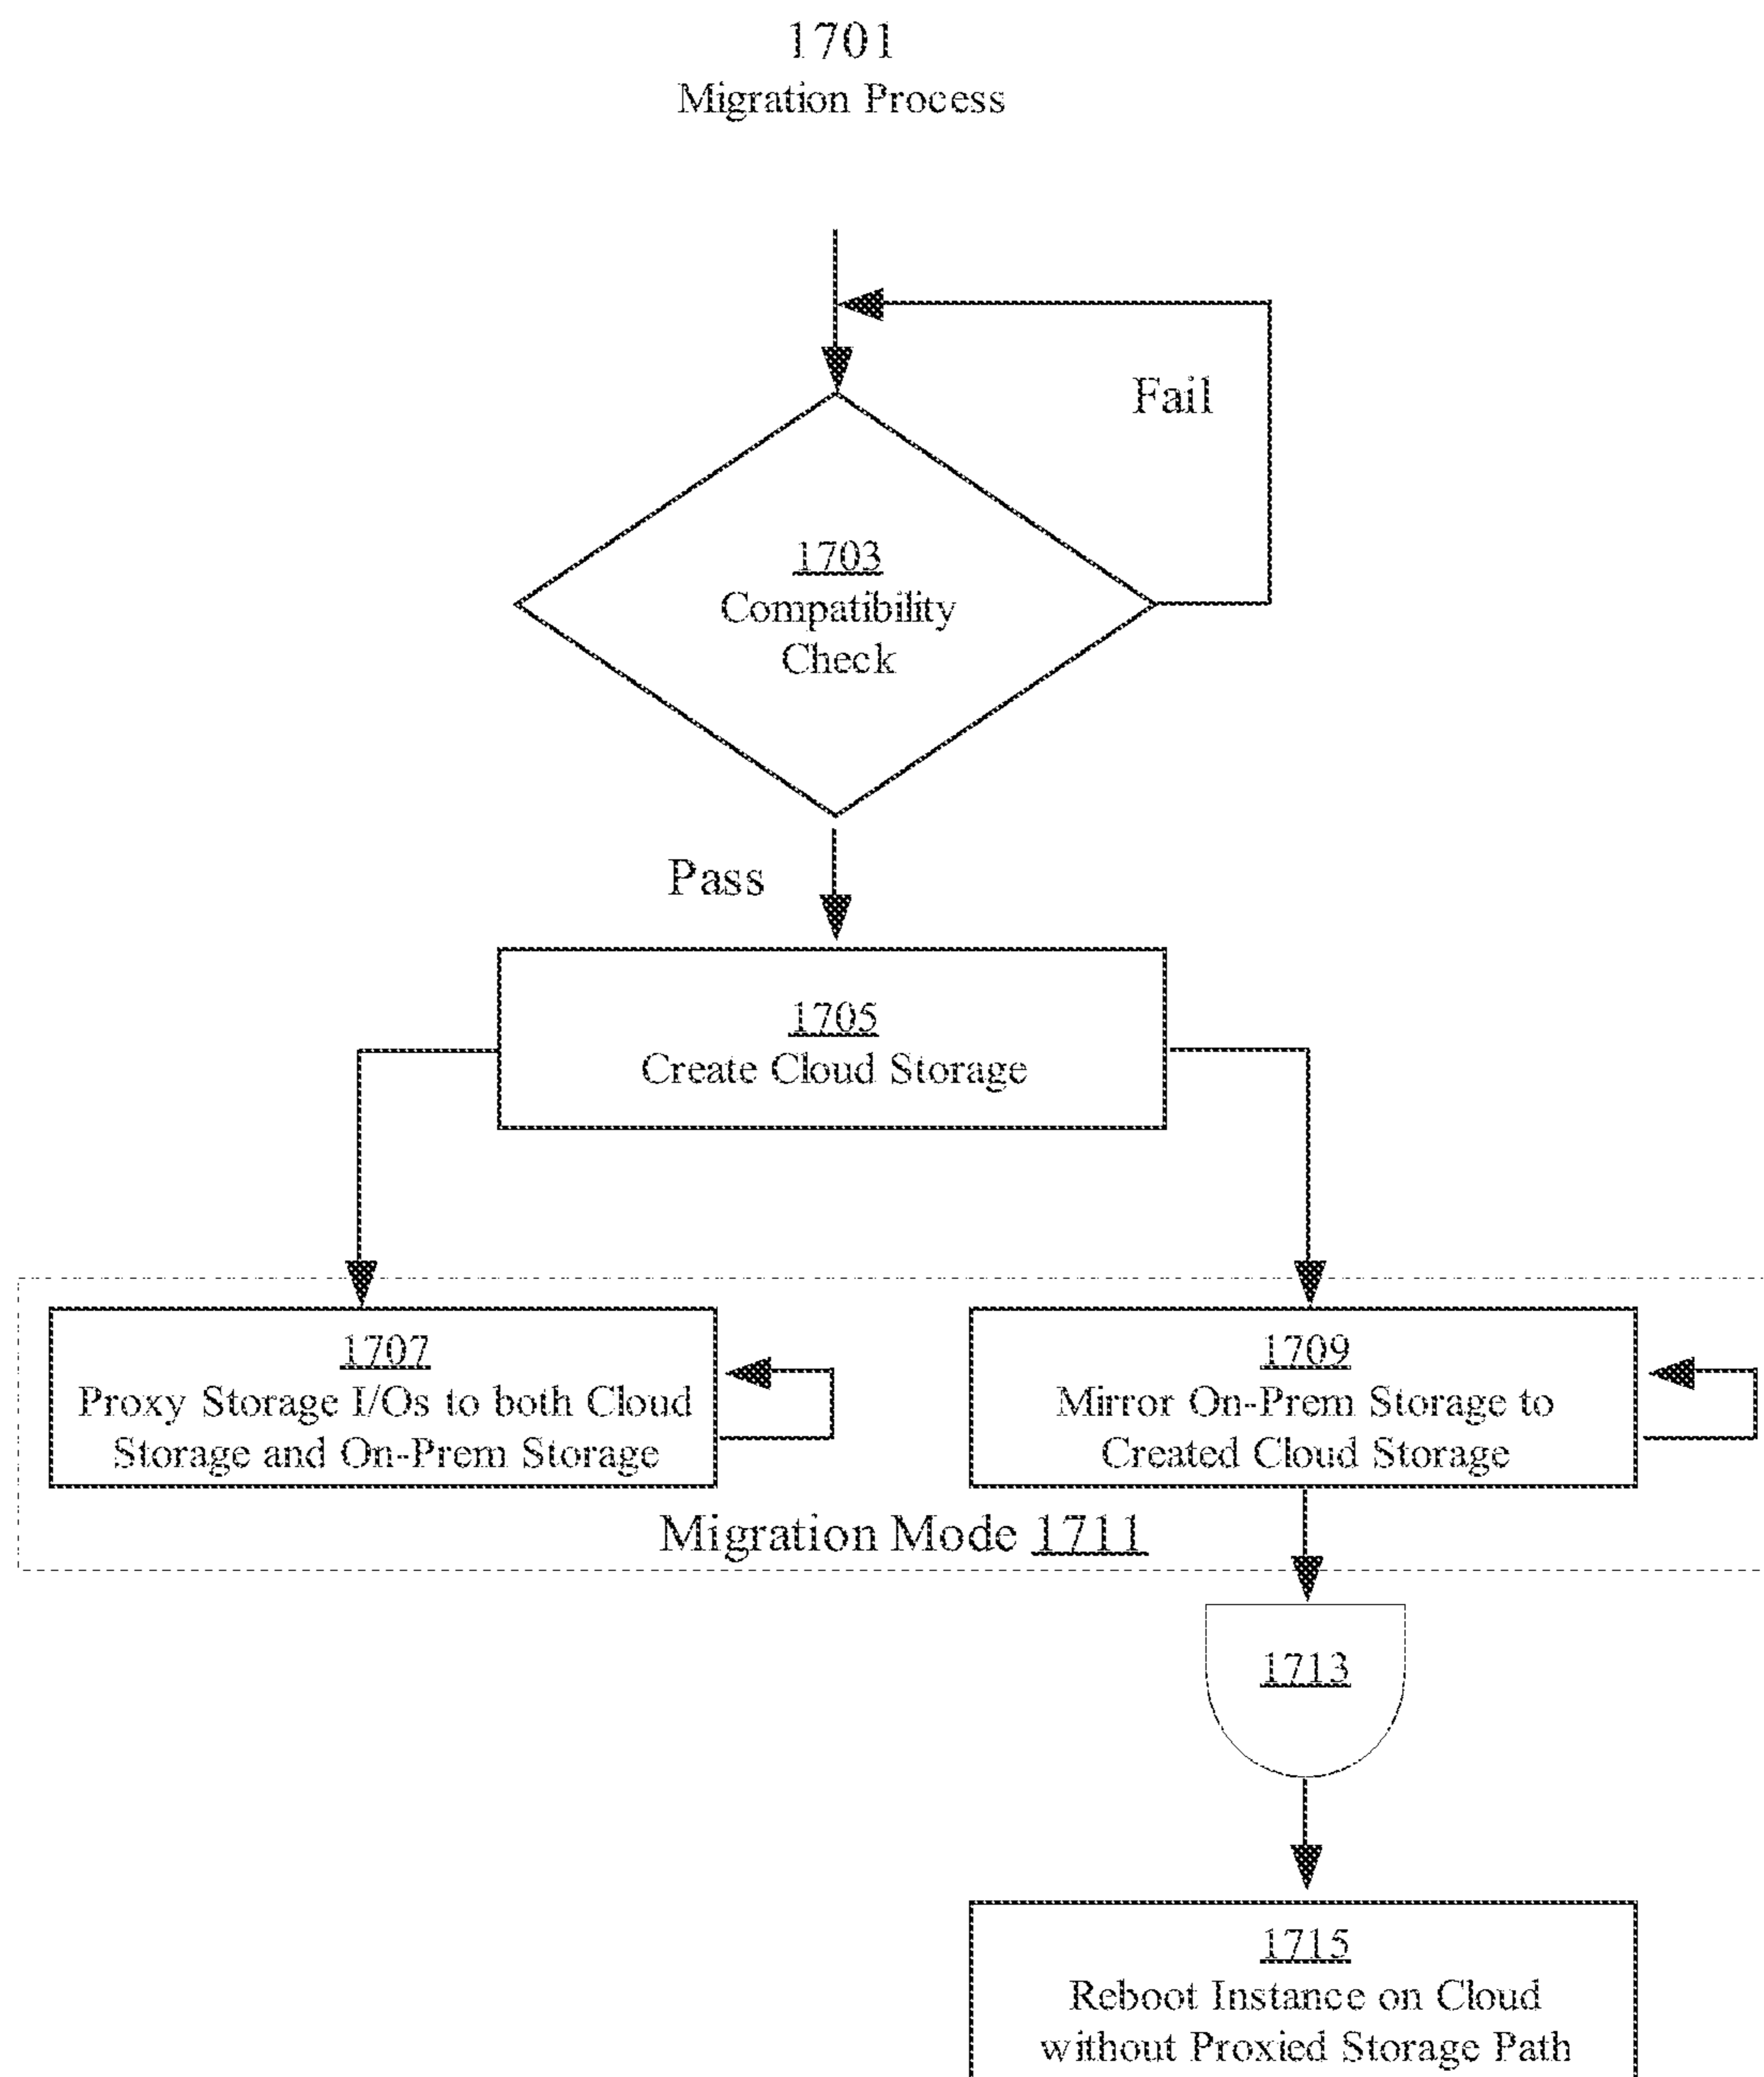 1701
Migration Process
Fail
1703
Compatibility
Check
Pass
1705
Create Cloud Storage
1707
Proxy Storage I/Os to both Cloud
Storage and On-Prem Storage
1709
Mirror On-Prem Storage to
Created Cloud Storage
Migration Mode 1711
1713
1715
Reboot Instance on Cloud
without Proxied Storage Path